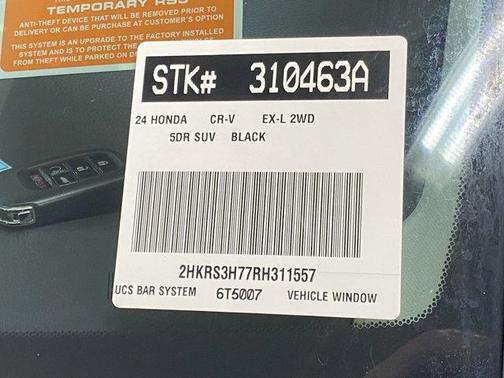 TEMPORARY
ANTI-THEFT DEVICE THAT WILL BE REMOVED PRIOR TO
DELIVERY OR CAN BE PURCHASED AT CUSTOMER'S OPTION
THIS SYSTEM IS AN UPGRADE TO THE FACTORY INSTALLED
SYSTEM AND IS TO PROTECT THE
FROM THEFT WHILE PARKED ON
STK# 310463A
24 HONDA CR-V EX-L 2WD
5DR SUV BLACK
2HKRS3H77RH311557
UCS BAR SYSTEM 6T5007 VEHICLE WINDOW